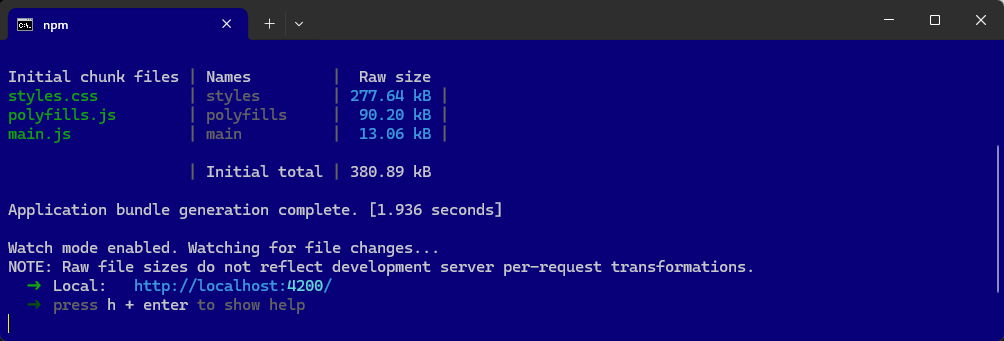 npm
Initial chunk files | Names         |  Raw size
styles.css          | styles        | 277.64 kB |
polyfills.js        | polyfills     |  90.20 kB |
main.js             | main          |  13.06 kB |
                    | Initial total | 380.89 kB
Application bundle generation complete. [1.936 seconds]
Watch mode enabled. Watching for file changes...
NOTE: Raw file sizes do not reflect development server per-request transformations.
  ➜  Local:   http://localhost:4200/
  ➜  press h + enter to show help